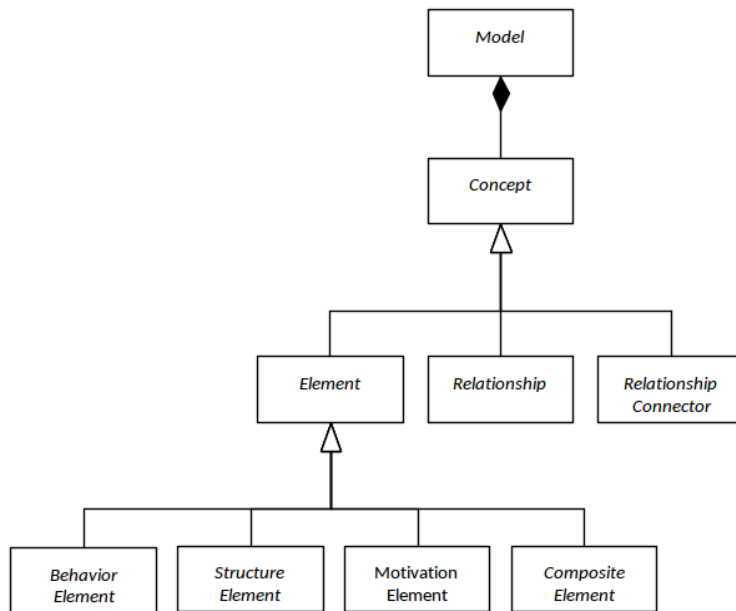 Model
Concept
Element
Relationship
Relationship
Connector
Behavior
Element
Structure
Element
Motivation
Element
Composite
Element